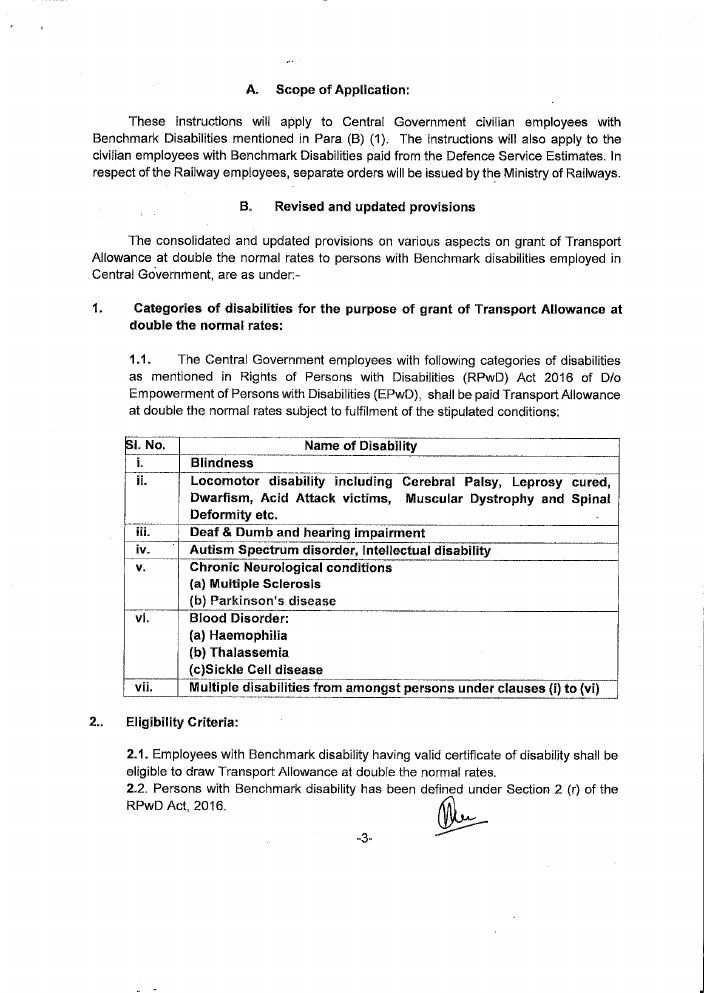 A. Scope of Application:
These instructions will apply to Central Government civilian employees with
Benchmark Disabilities mentioned in Para (B) (1). The instructions will also apply to the
civilian employees with Benchmark Disabilities paid from the Defence Service Estimates. In
respect of the Railway employees, separate orders will be issued by the Ministry of Railways.
B. Revised and updated provisions
The consolidated and updated provisions on various aspects on grant of Transport
Allowance at double the normal rates to persons with Benchmark disabilities employed in
Central Government, are as under:-
1. Categories of disabilities for the purpose of grant of Transport Allowance at
double the normal rates:
1.1. The Central Government employees with following categories of disabilities
as mentioned in Rights of Persons with Disabilities (RPwD) Act 2016 of D/o
Empowerment of Persons with Disabilities (EPwD), shall be paid Transport Allowance
at double the normal rates subject to fulfilment of the stipulated conditions:
Sl. No. Name of Disability
i. Blindness
ii. Locomotor disability including Cerebral Palsy, Leprosy cured,
Dwarfism, Acid Attack victims, Muscular Dystrophy and Spinal
Deformity etc.
iii. Deaf & Dumb and hearing impairment
iv. Autism Spectrum disorder, Intellectual disability
v. Chronic Neurological conditions
(a) Multiple Sclerosis
(b) Parkinson's disease
vi. Blood Disorder:
(a) Haemophilia
(b) Thalassemia
(c)Sickle Cell disease
vii. Multiple disabilities from amongst persons under clauses (i) to (vi)
2.. Eligibility Criteria:
2.1. Employees with Benchmark disability having valid certificate of disability shall be
eligible to draw Transport Allowance at double the normal rates.
2.2. Persons with Benchmark disability has been defined under Section 2 (r) of the
RPwD Act, 2016.
-3-